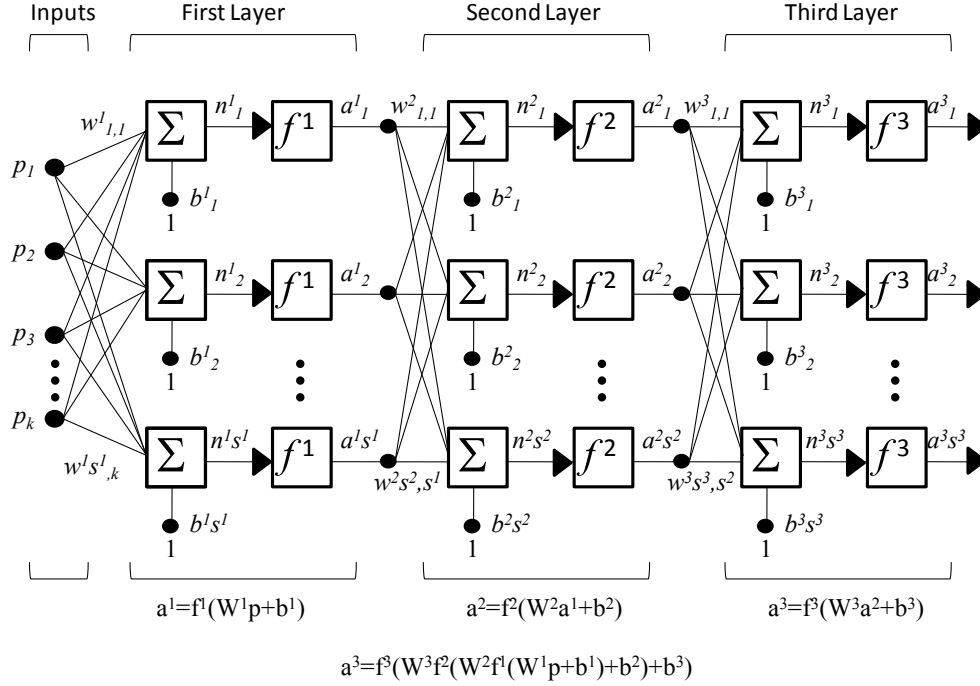 Inputs First Layer Second Layer Third Layer
w¹₁,₁ Σ n¹₁ f¹ a¹₁ w²₁,₁ Σ n²₁ f² a²₁ w³₁,₁ Σ n³₁ f³ a³₁
p₁
b¹₁ b²₁ b³₁
1 1 1
p₂
Σ n¹₂ f¹ a¹₂ Σ n²₂ f² a²₂ Σ n³₂ f³ a³₂
p₃
b¹₂ b²₂ b³₂
1 1 1
pₖ
Σ n¹s¹ f¹ a¹s¹ Σ n²s² f² a²s² Σ n³s³ f³ a³s³
w¹s¹,ₖ w²s²,s¹ w³s³,s²
b¹s¹ b²s² b³s³
1 1 1
a¹=f¹(W¹p+b¹) a²=f²(W²a¹+b²) a³=f³(W³a²+b³)
a³=f³(W³f²(W²f¹(W¹p+b¹)+b²)+b³)